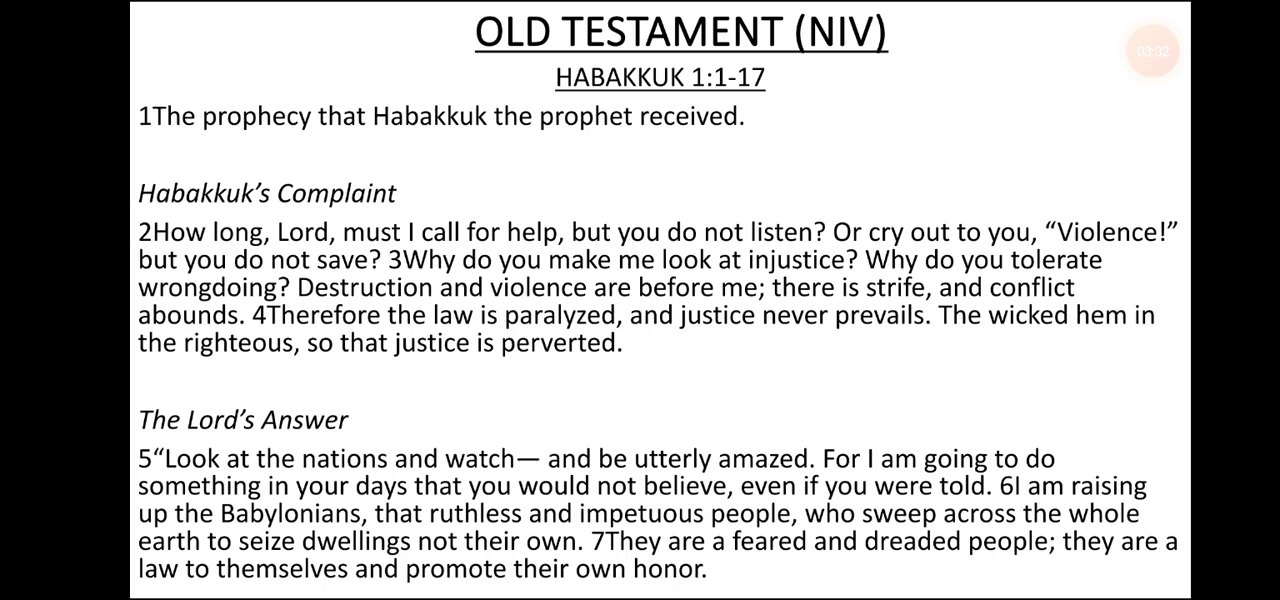 OLD TESTAMENT (NIV)
03:32
HABAKKUK 1:1-17
1The prophecy that Habakkuk the prophet received.
Habakkuk’s Complaint
2How long, Lord, must I call for help, but you do not listen? Or cry out to you, “Violence!”
but you do not save? 3Why do you make me look at injustice? Why do you tolerate
wrongdoing? Destruction and violence are before me; there is strife, and conflict
abounds. 4Therefore the law is paralyzed, and justice never prevails. The wicked hem in
the righteous, so that justice is perverted.
The Lord’s Answer
5“Look at the nations and watch— and be utterly amazed. For I am going to do
something in your days that you would not believe, even if you were told. 6I am raising
up the Babylonians, that ruthless and impetuous people, who sweep across the whole
earth to seize dwellings not their own. 7They are a feared and dreaded people; they are a
law to themselves and promote their own honor.